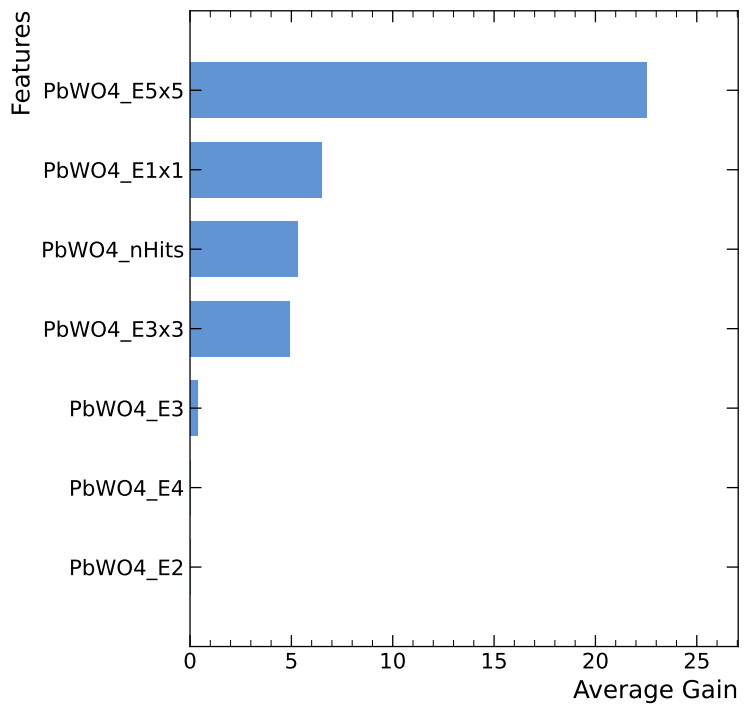 Features
PbWO4_E5x5
PbWO4_E1x1
PbWO4_nHits
PbWO4_E3x3
PbWO4_E3
PbWO4_E4
PbWO4_E2
0 5 10 15 20 25
Average Gain